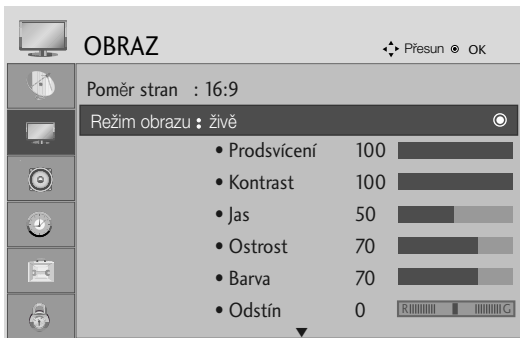 OBRAZ
Přesun OK
Poměr stran : 16:9
Režim obrazu : živě
• Prodsvícení 100
• Kontrast 100
• Jas 50
• Ostrost 70
• Barva 70
• Odstín 0 R G